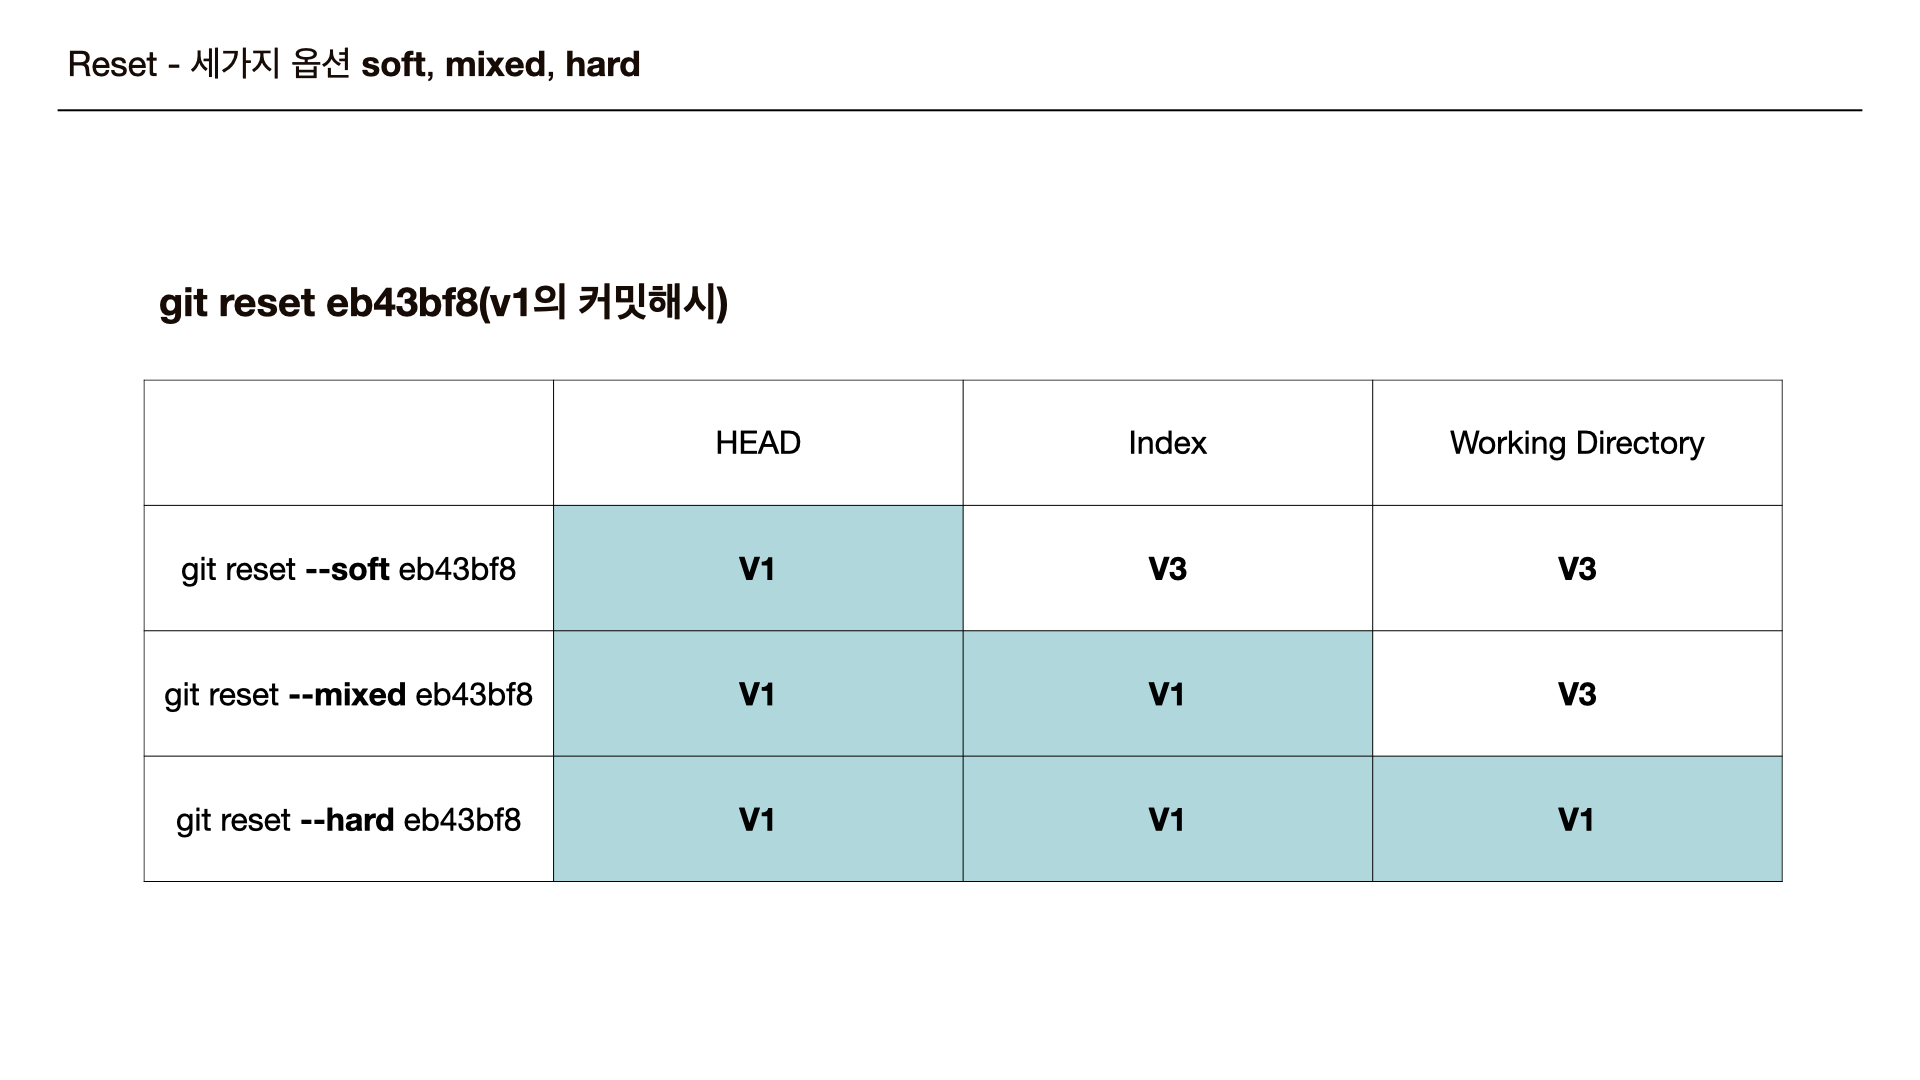 Reset - 세가지 옵션 soft, mixed, hard
git reset eb43bf8(v1의 커밋해시)
HEAD Index Working Directory
git reset --soft eb43bf8 V1 V3 V3
git reset --mixed eb43bf8 V1 V1 V3
git reset --hard eb43bf8 V1 V1 V1